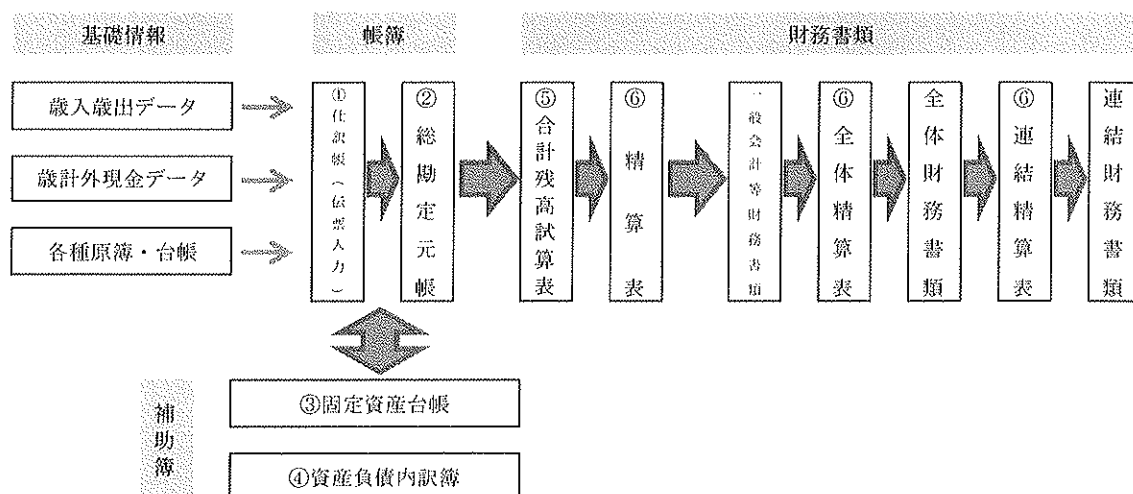 基礎情報
帳簿
財務書類
歳入歳出データ
歳計外現金データ
各種原簿・台帳
①仕訳帳(伝票入力)
②総勘定元帳
⑤合計残高試算表
⑥精算表
一般会計等財務書類
⑥全体精算表
全体財務書類
⑥連結精算表
連結財務書類
補助簿
③固定資産台帳
④資産負債内訳簿